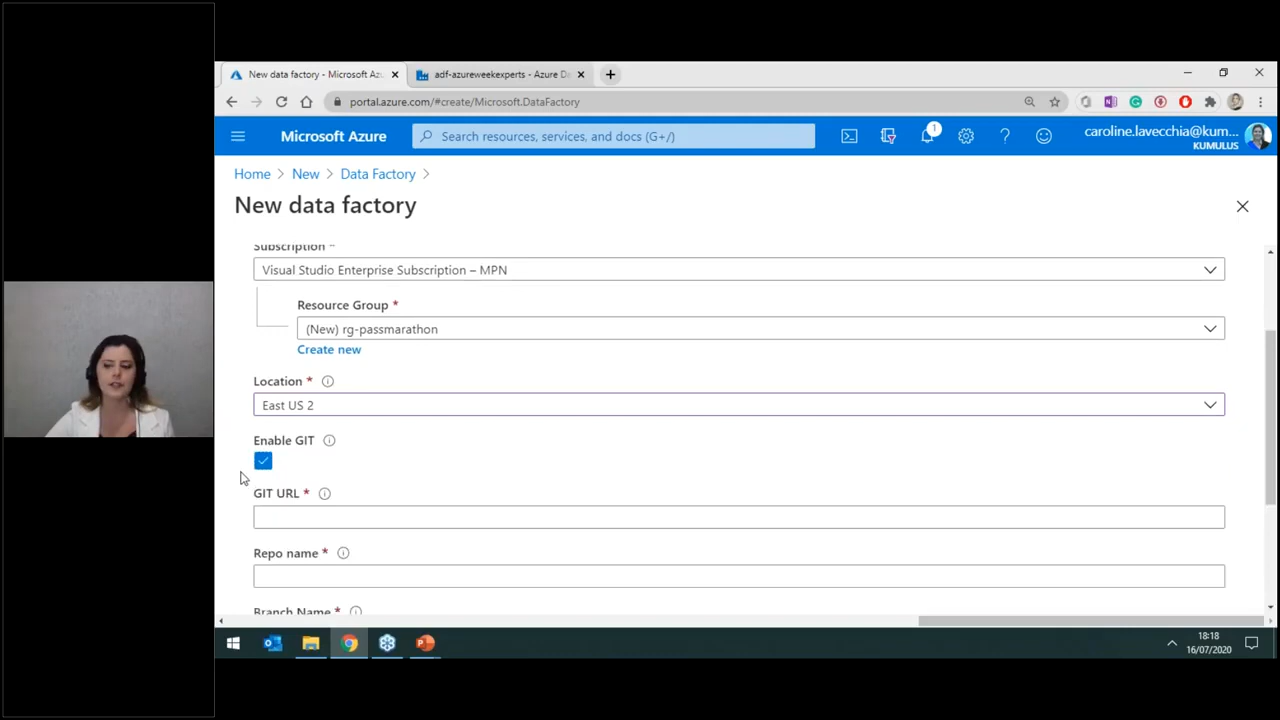 New data factory - Microsoft Az
adf-azureweekexperts - Azure Da
portal.azure.com/#create/Microsoft.DataFactory
Microsoft Azure
Search resources, services, and docs (G+/)
1
caroline.lavecchia@kum...
KUMULUS
Home > New > Data Factory >
New data factory
Subscription *
Visual Studio Enterprise Subscription – MPN
Resource Group *
(New) rg-passmarathon
Create new
Location *
East US 2
Enable GIT
GIT URL *
Repo name *
Branch Name *
18:18
16/07/2020